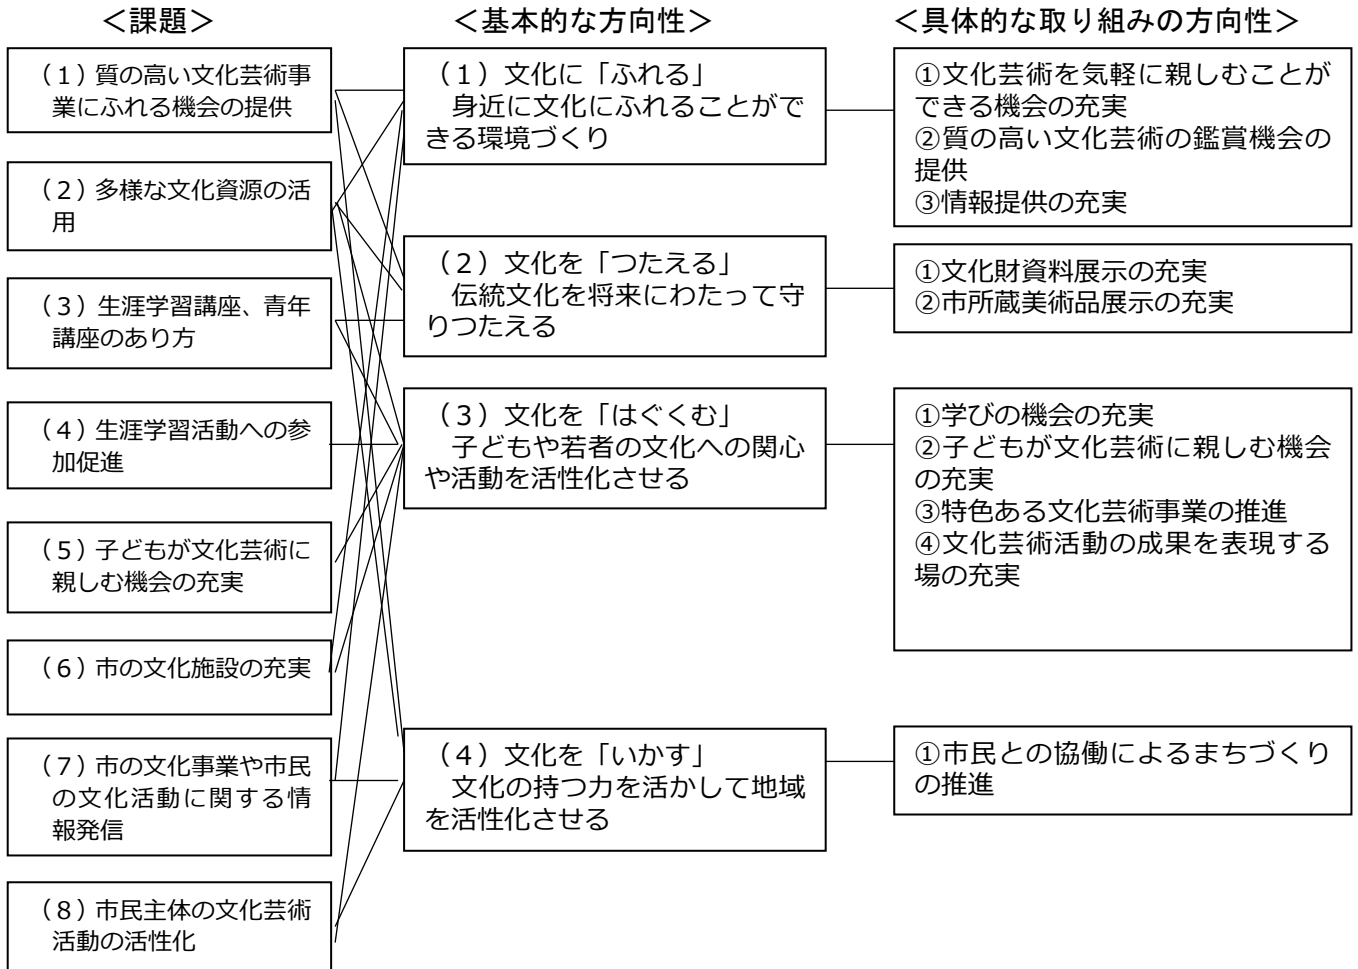 ＜課題＞
＜基本的な方向性＞
＜具体的な取り組みの方向性＞
（１）質の高い文化芸術事
業にふれる機会の提供
（２）多様な文化資源の活
用
（３）生涯学習講座、青年
講座のあり方
（４）生涯学習活動への参
加促進
（５）子どもが文化芸術に
親しむ機会の充実
（６）市の文化施設の充実
（７）市の文化事業や市民
の文化活動に関する情
報発信
（８）市民主体の文化芸術
活動の活性化
（１）文化に「ふれる」
身近に文化にふれることがで
きる環境づくり
（２）文化を「つたえる」
伝統文化を将来にわたって守
りつたえる
（３）文化を「はぐくむ」
子どもや若者の文化への関心
や活動を活性化させる
（４）文化を「いかす」
文化の持つ力を活かして地域
を活性化させる
①文化芸術を気軽に親しむことが
できる機会の充実
②質の高い文化芸術の鑑賞機会の
提供
③情報提供の充実
①文化財資料展示の充実
②市所蔵美術品展示の充実
①学びの機会の充実
②子どもが文化芸術に親しむ機会
の充実
③特色ある文化芸術事業の推進
④文化芸術活動の成果を表現する
場の充実
①市民との協働によるまちづくり
の推進